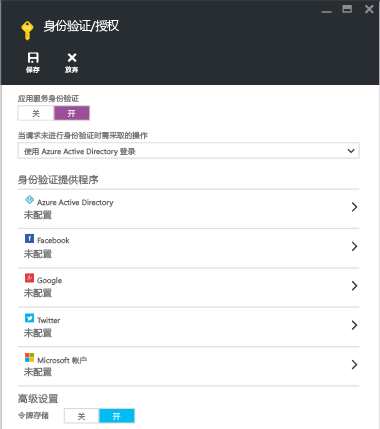 身份验证/授权
保存 放弃
应用服务身份验证
关 开
当请求未进行身份验证时需采取的操作
使用 Azure Active Directory 登录
身份验证提供程序
Azure Active Directory
未配置
Facebook
未配置
Google
未配置
Twitter
未配置
Microsoft 帐户
未配置
高级设置
令牌存储 关 开